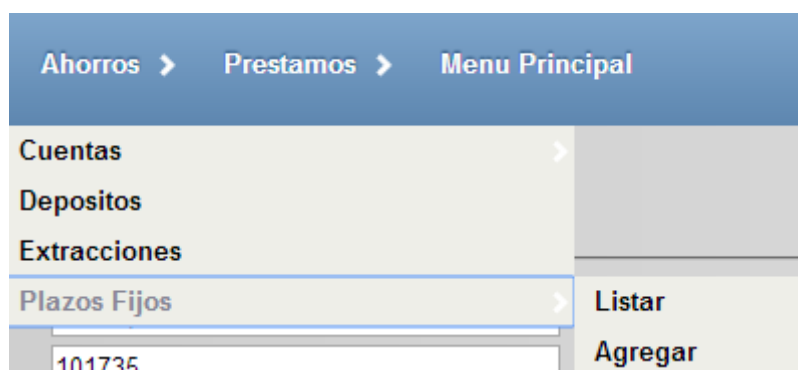 Ahorros Prestamos Menu Principal
Cuentas
Depositos
Extracciones
Plazos Fijos
Listar
Agregar
101735